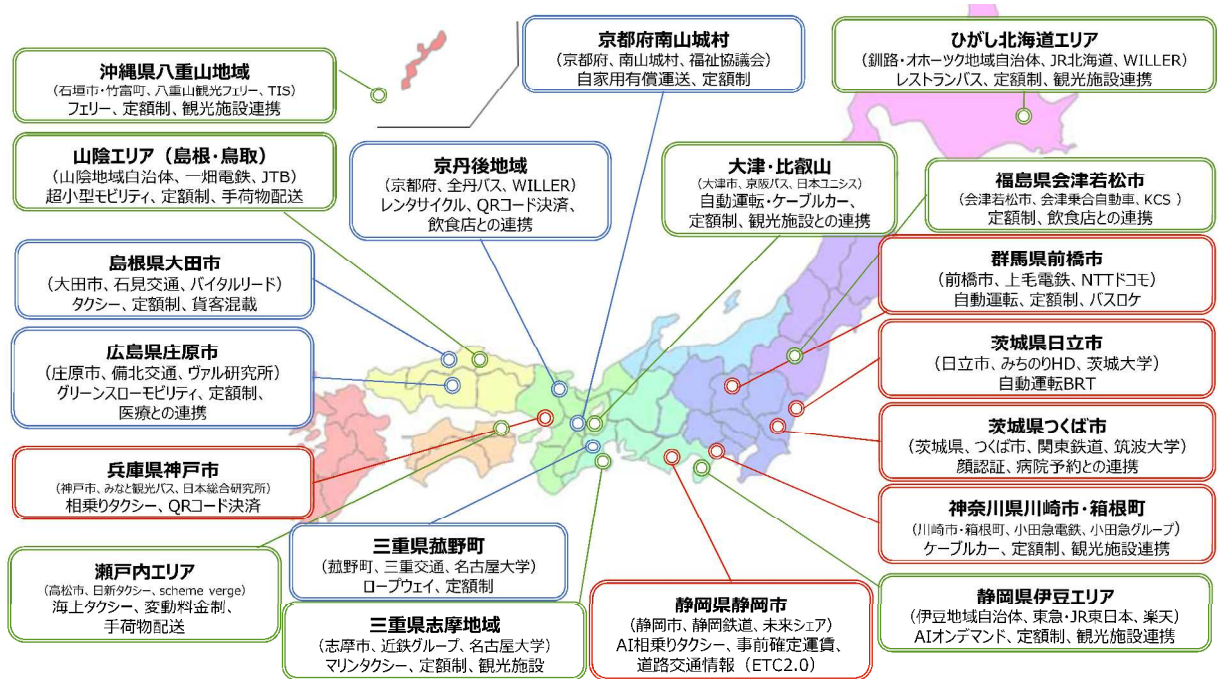 沖縄県八重山地域
（石垣市・竹富町、八重山観光フェリー、TIS）
フェリー、定額制、観光施設連携
山陰エリア（島根・鳥取）
（山陰地域自治体、一畑電鉄、JTB）
超小型モビリティ、定額制、手荷物配送
島根県大田市
（大田市、石見交通、バイタルリード）
タクシー、定額制、貨客混載
広島県庄原市
（庄原市、備北交通、ヴァル研究所）
グリーンスローモビリティ、定額制、
医療との連携
兵庫県神戸市
（神戸市、みなと観光バス、日本総合研究所）
相乗りタクシー、QRコード決済
瀬戸内エリア
（高松市、日新タクシー、scheme verge）
海上タクシー、変動料金制、
手荷物配送
京都府南山城村
（京都府、南山城村、福祉協議会）
自家用有償運送、定額制
京丹後地域
（京都府、全丹バス、WILLER）
レンタサイクル、QRコード決済、
飲食店との連携
大津・比叡山
（大津市、京阪バス、日本ユニシス）
自動運転・ケーブルカー、
定額制、観光施設との連携
三重県菰野町
（菰野町、三重交通、名古屋大学）
ロープウェイ、定額制
三重県志摩地域
（志摩市、近鉄グループ、名古屋大学）
マリンタクシー、定額制、観光施設
静岡県静岡市
（静岡市、静岡鉄道、未来シェア）
AI相乗りタクシー、事前確定運賃、
道路交通情報（ETC2.0）
ひがし北海道エリア
（釧路・オホーツク地域自治体、JR北海道、WILLER）
レストランバス、定額制、観光施設連携
福島県会津若松市
（会津若松市、会津乗合自動車、KCS ）
定額制、飲食店との連携
群馬県前橋市
（前橋市、上毛電鉄、NTTドコモ）
自動運転、定額制、バスロケ
茨城県日立市
（日立市、みちのりHD、茨城大学）
自動運転BRT
茨城県つくば市
（茨城県、つくば市、関東鉄道、筑波大学）
顔認証、病院予約との連携
神奈川県川崎市・箱根町
（川崎市・箱根町、小田急電鉄、小田急グループ）
ケーブルカー、定額制、観光施設連携
静岡県伊豆エリア
（伊豆地域自治体、東急・JR東日本、楽天）
AIオンデマンド、定額制、観光施設連携